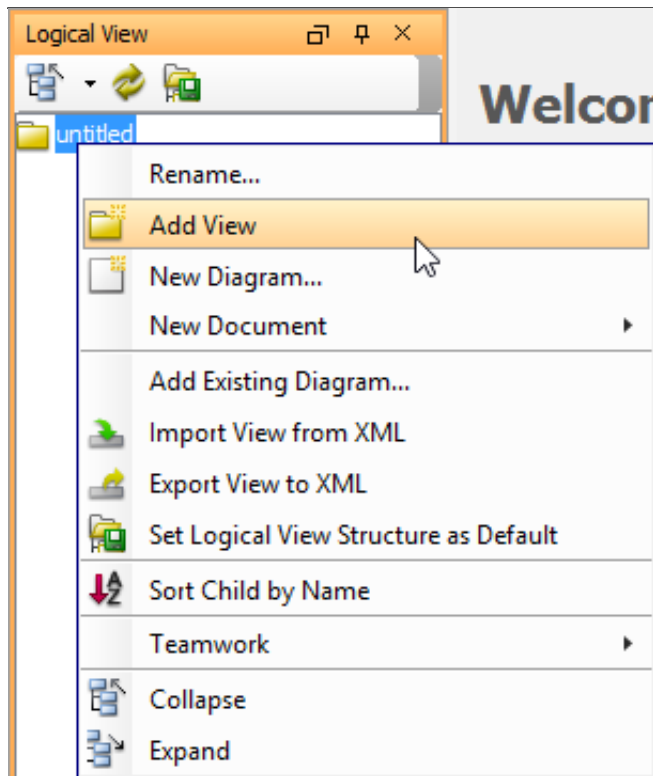 Logical View
Welcor
untitled
Rename...
Add View
New Diagram...
New Document
Add Existing Diagram...
Import View from XML
Export View to XML
Set Logical View Structure as Default
Sort Child by Name
Teamwork
Collapse
Expand